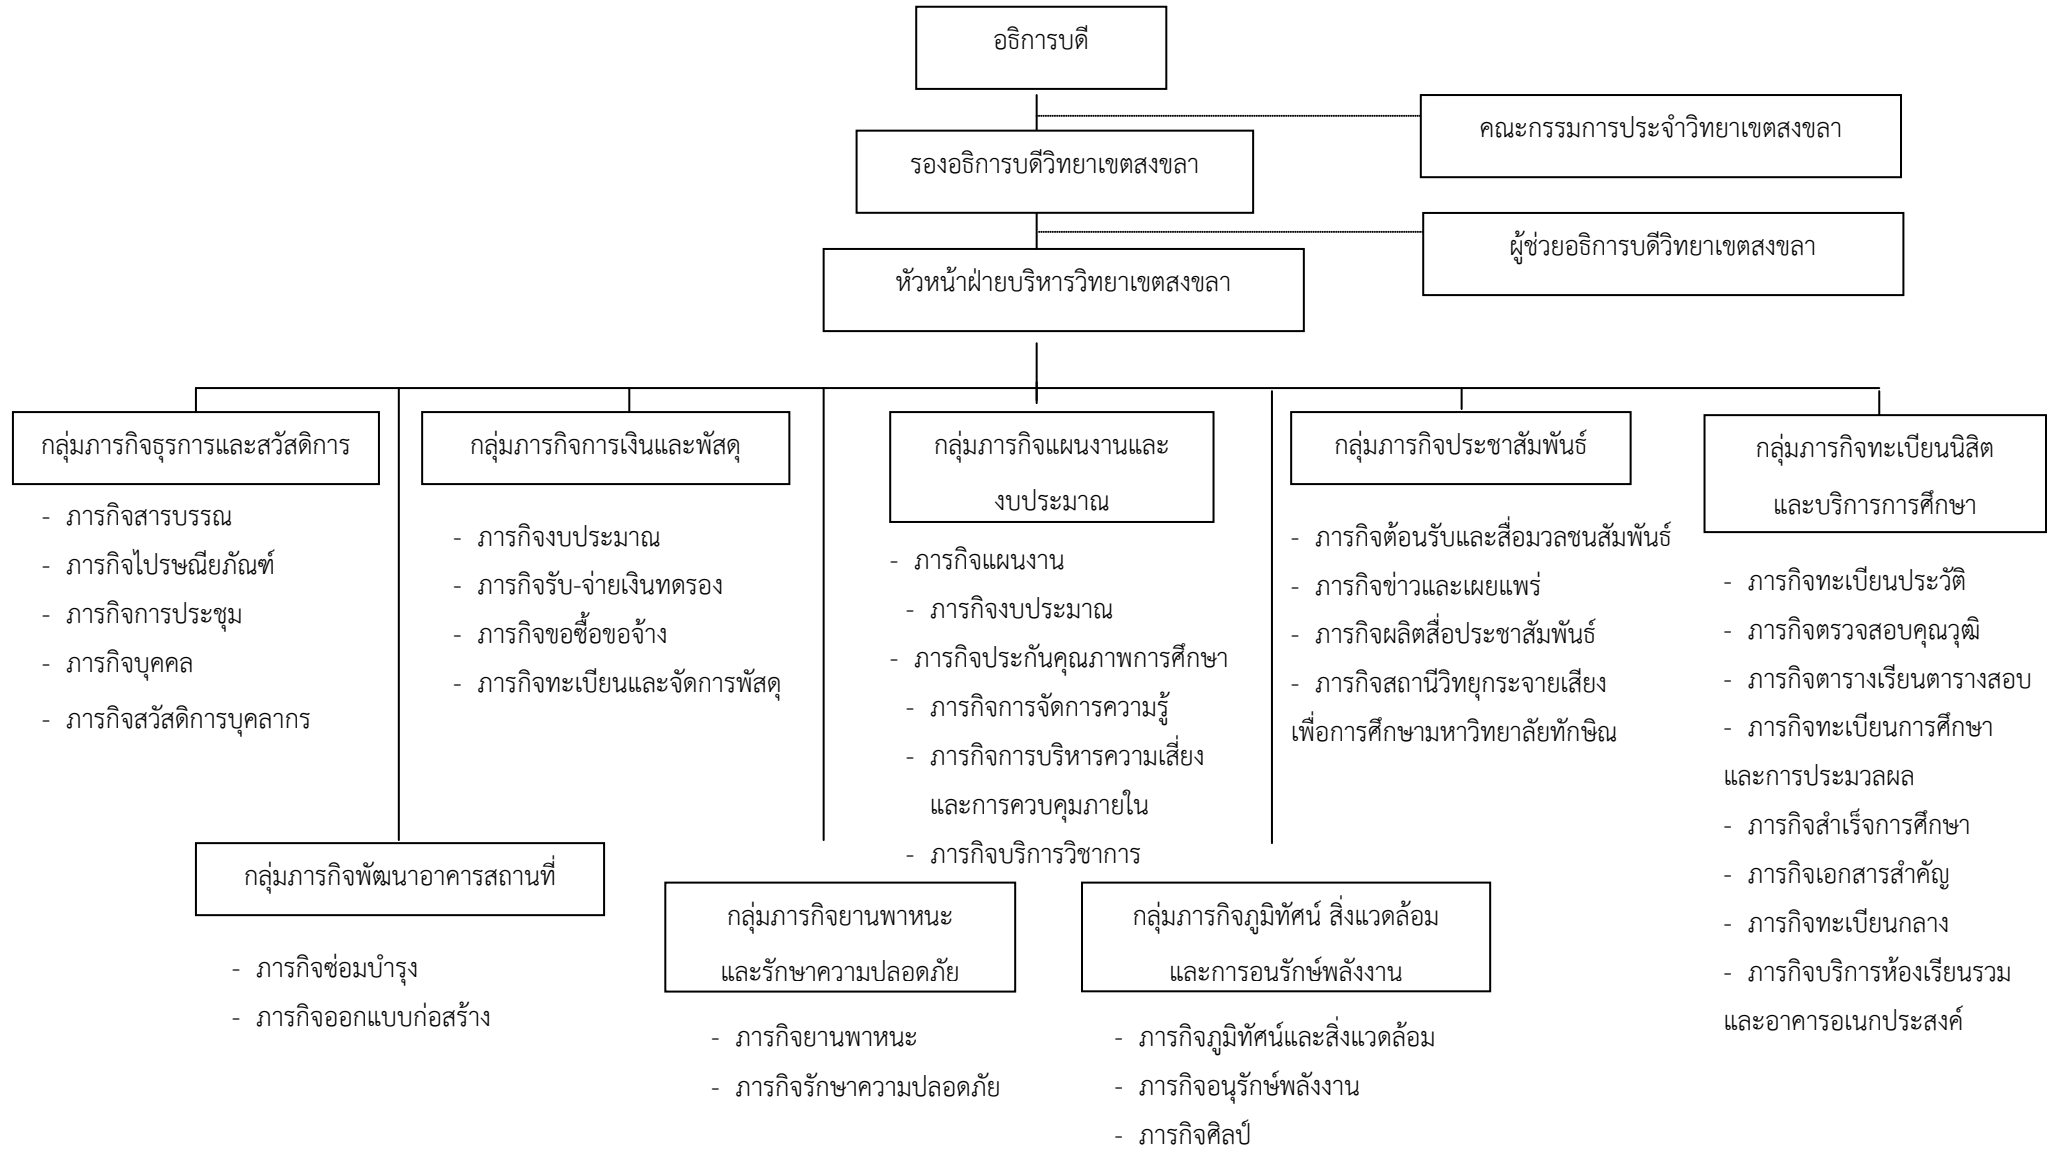 อธิการบดี
คณะกรรมการประจำวิทยาเขตสงขลา
รองอธิการบดีวิทยาเขตสงขลา
ผู้ช่วยอธิการบดีวิทยาเขตสงขลา
หัวหน้าฝ่ายบริหารวิทยาเขตสงขลา
กลุ่มภารกิจธุรการและสวัสดิการ
- ภารกิจสารบรรณ
- ภารกิจไปรษณียภัณฑ์
- ภารกิจการประชุม
- ภารกิจบุคคล
- ภารกิจสวัสดิการบุคลากร
กลุ่มภารกิจการเงินและพัสดุ
- ภารกิจงบประมาณ
- ภารกิจรับ-จ่ายเงินทดรอง
- ภารกิจขอซื้อขอจ้าง
- ภารกิจทะเบียนและจัดการพัสดุ
กลุ่มภารกิจแผนงานและ
งบประมาณ
- ภารกิจแผนงาน
- ภารกิจงบประมาณ
- ภารกิจประกันคุณภาพการศึกษา
- ภารกิจการจัดการความรู้
- ภารกิจการบริหารความเสี่ยง
และการควบคุมภายใน
- ภารกิจบริการวิชาการ
กลุ่มภารกิจประชาสัมพันธ์
- ภารกิจต้อนรับและสื่อมวลชนสัมพันธ์
- ภารกิจข่าวและเผยแพร่
- ภารกิจผลิตสื่อประชาสัมพันธ์
- ภารกิจสถานีวิทยุกระจายเสียง
เพื่อการศึกษามหาวิทยาลัยทักษิณ
กลุ่มภารกิจทะเบียนนิสิต
และบริการการศึกษา
- ภารกิจทะเบียนประวัติ
- ภารกิจตรวจสอบคุณวุฒิ
- ภารกิจตารางเรียนตารางสอบ
- ภารกิจทะเบียนการศึกษา
และการประมวลผล
- ภารกิจสำเร็จการศึกษา
- ภารกิจเอกสารสำคัญ
- ภารกิจทะเบียนกลาง
- ภารกิจบริการห้องเรียนรวม
และอาคารอเนกประสงค์
กลุ่มภารกิจพัฒนาอาคารสถานที่
- ภารกิจซ่อมบำรุง
- ภารกิจออกแบบก่อสร้าง
กลุ่มภารกิจยานพาหนะ
และรักษาความปลอดภัย
- ภารกิจยานพาหนะ
- ภารกิจรักษาความปลอดภัย
กลุ่มภารกิจภูมิทัศน์ สิ่งแวดล้อม
และการอนรักษ์พลังงาน
- ภารกิจภูมิทัศน์และสิ่งแวดล้อม
- ภารกิจอนุรักษ์พลังงาน
- ภารกิจศิลป์